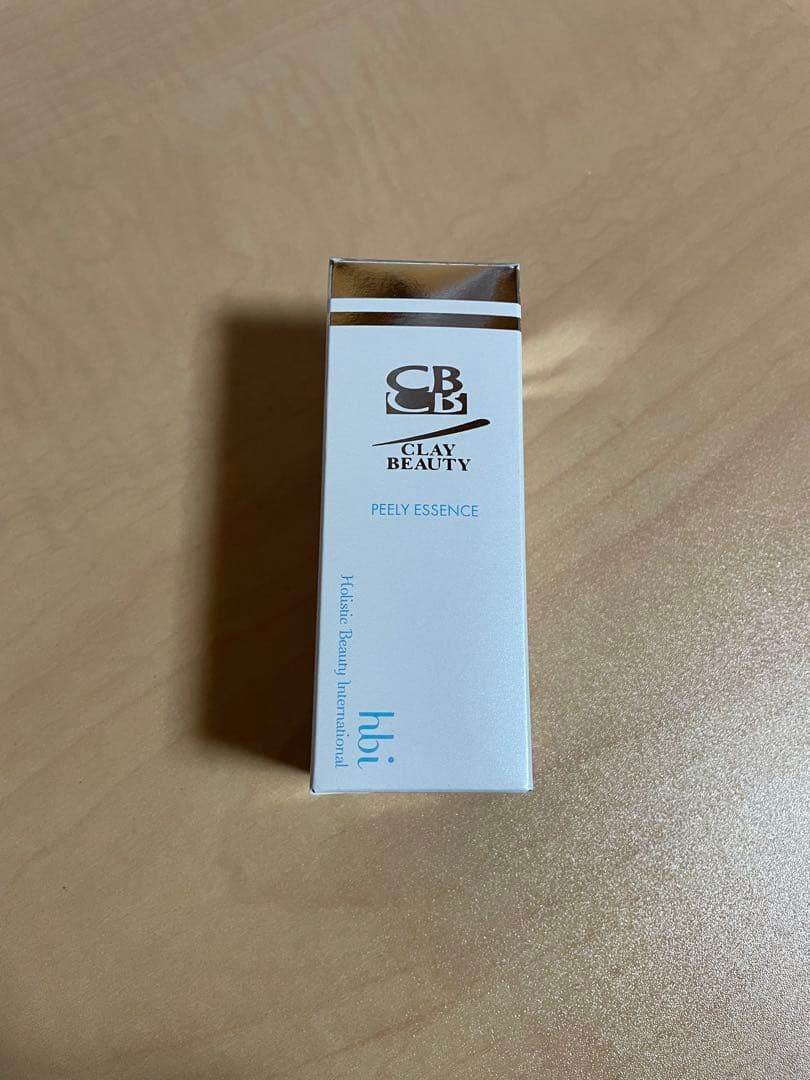 CB
CLAY
BEAUTY
PEELY ESSENCE
Holistic Beauty International
hbi